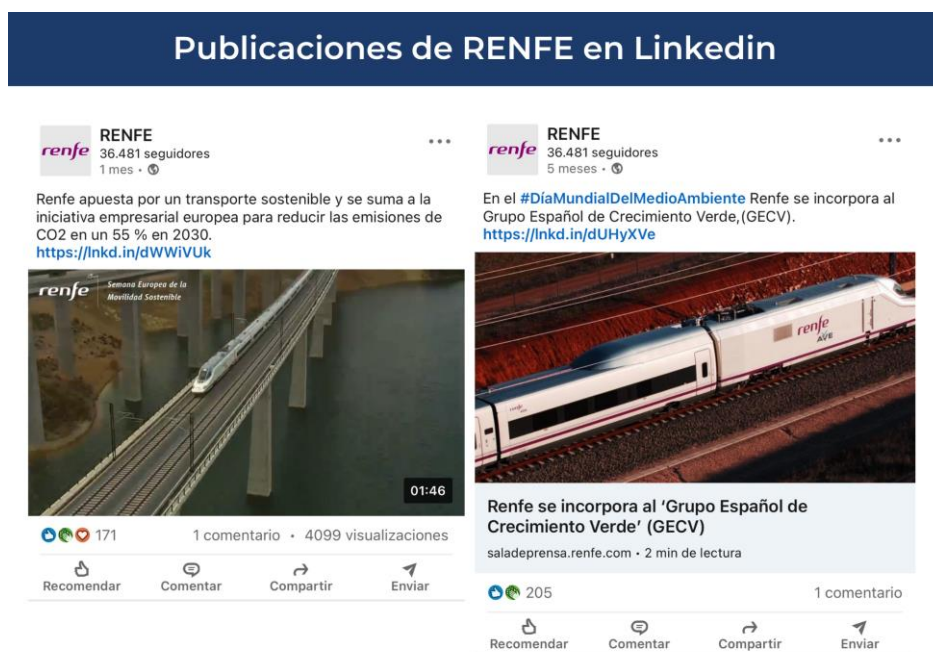 Publicaciones de RENFE en Linkedin
renfe
RENFE
36.481 seguidores
1 mes •
Renfe apuesta por un transporte sostenible y se suma a la
iniciativa empresarial europea para reducir las emisiones de
CO2 en un 55 % en 2030.
https://lnkd.in/dWWiVUk
renfe
Semana Europea de la
Movilidad Sostenible
01:46
171
1 comentario • 4099 visualizaciones
Recomendar
Comentar
Compartir
Enviar
renfe
RENFE
36.481 seguidores
5 meses •
En el #DíaMundialDelMedioAmbiente Renfe se incorpora al
Grupo Español de Crecimiento Verde,(GECV).
https://lnkd.in/dUHyXVe
renfe
AVE
renfe
Renfe se incorpora al ‘Grupo Español de
Crecimiento Verde’ (GECV)
saladeprensa.renfe.com • 2 min de lectura
205
1 comentario
Recomendar
Comentar
Compartir
Enviar